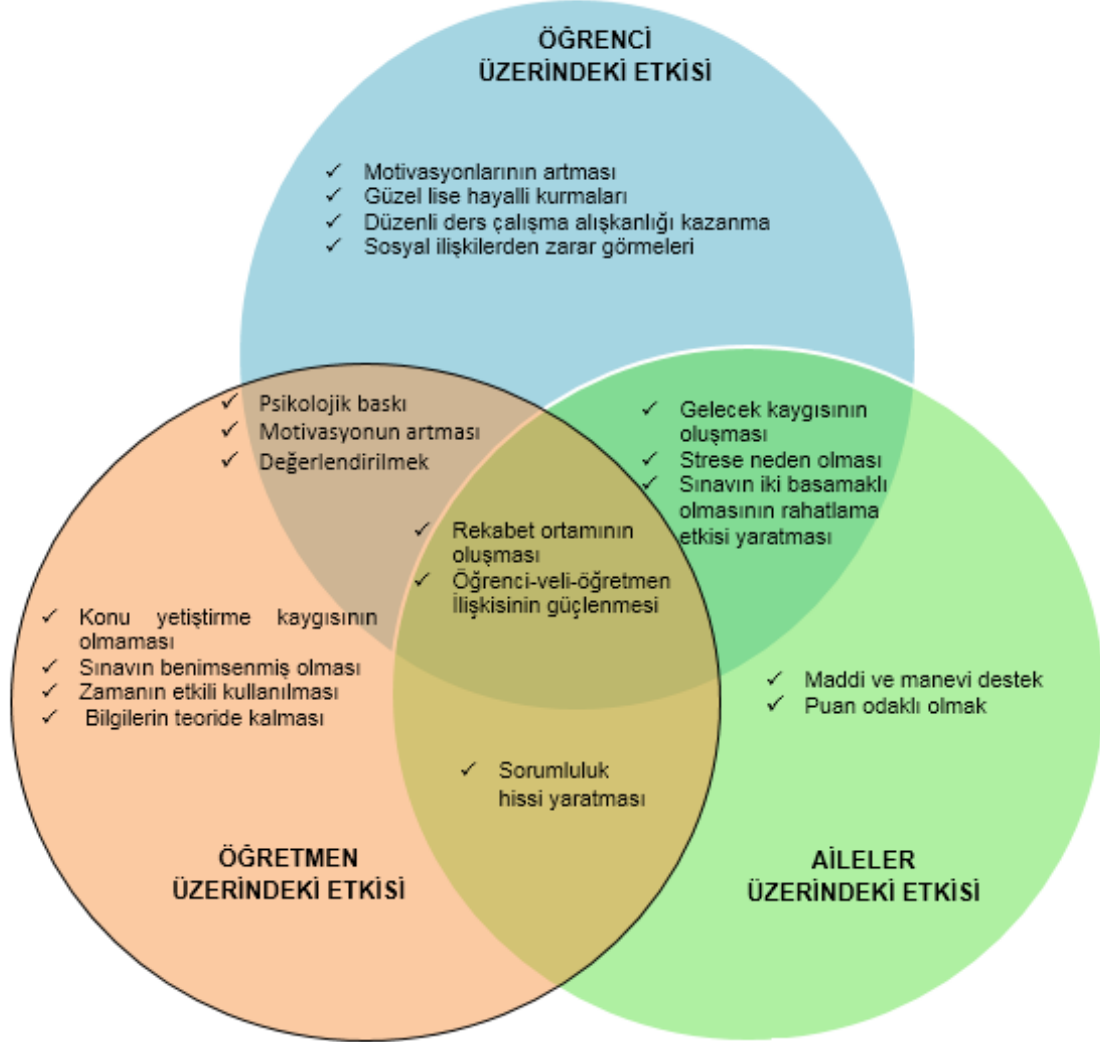 ÖĞRENCİ
ÜZERİNDEKİ ETKİSİ
✓ Motivasyonlarının artması
✓ Güzel lise hayalli kurmaları
✓ Düzenli ders çalışma alışkanlığı kazanma
✓ Sosyal ilişkilerden zarar görmeleri
✓ Psikolojik baskı
✓ Motivasyonun artması
✓ Değerlendirilmek
✓ Gelecek kaygısının
oluşması
✓ Strese neden olması
✓ Sınavın iki basamaklı
olmasının rahatlama
etkisi yaratması
✓ Rekabet ortamının
oluşması
✓ Öğrenci-veli-öğretmen
İlişkisinin güçlenmesi
✓ Konu yetiştirme kaygısının
olmaması
✓ Sınavın benimsenmiş olması
✓ Zamanın etkili kullanılması
✓ Bilgilerin teoride kalması
✓ Maddi ve manevi destek
✓ Puan odaklı olmak
✓ Sorumluluk
hissi yaratması
ÖĞRETMEN
ÜZERİNDEKİ ETKİSİ
AİLELER
ÜZERİNDEKİ ETKİSİ